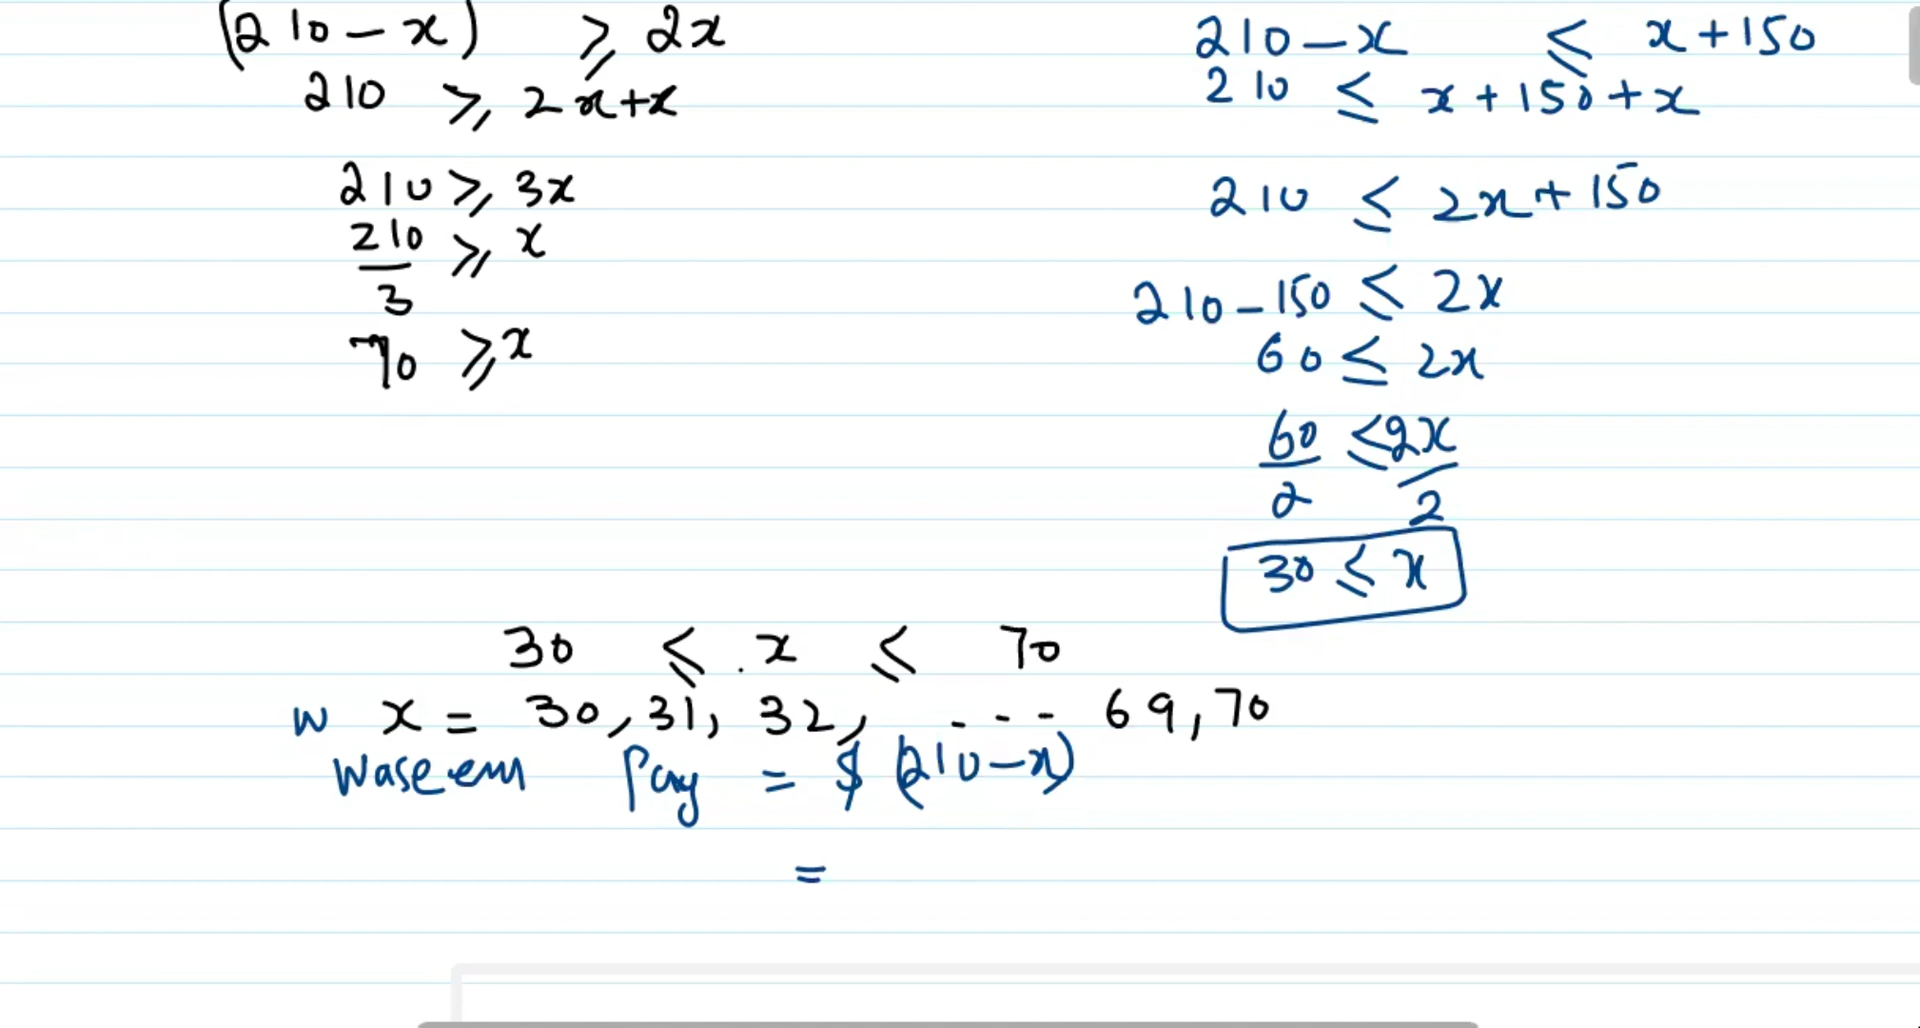 (210 - x) ≥ 2x
210 ≥ 2x+x
210 ≥ 3x
210/3 ≥ x
70 ≥ x
210 - x ≤ x + 150
210 ≤ x + 150 + x
210 ≤ 2x + 150
210 - 150 ≤ 2x
60 ≤ 2x
60/2 ≤ 2x/2
30 ≤ x
30 ≤ x ≤ 70
W x = 30, 31, 32, - - - 69, 70
Waseem Pay = $ (210 - x)
=